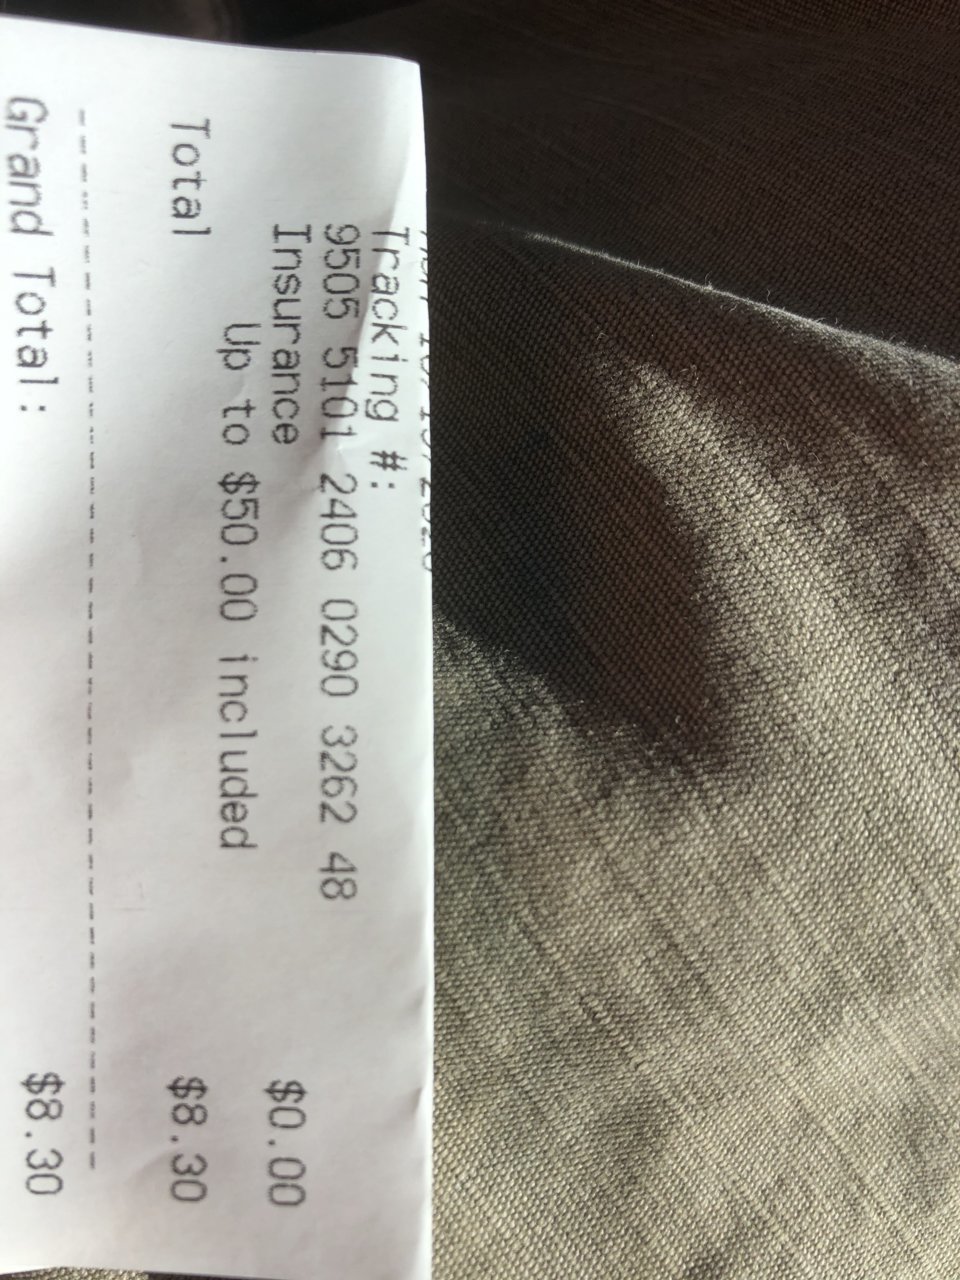 Tracking #:
9505 5101 2406 0290 3262 48
Insurance $0.00
Up to $50.00 included
Total $8.30
--------------------------------------------
Grand Total: $8.30